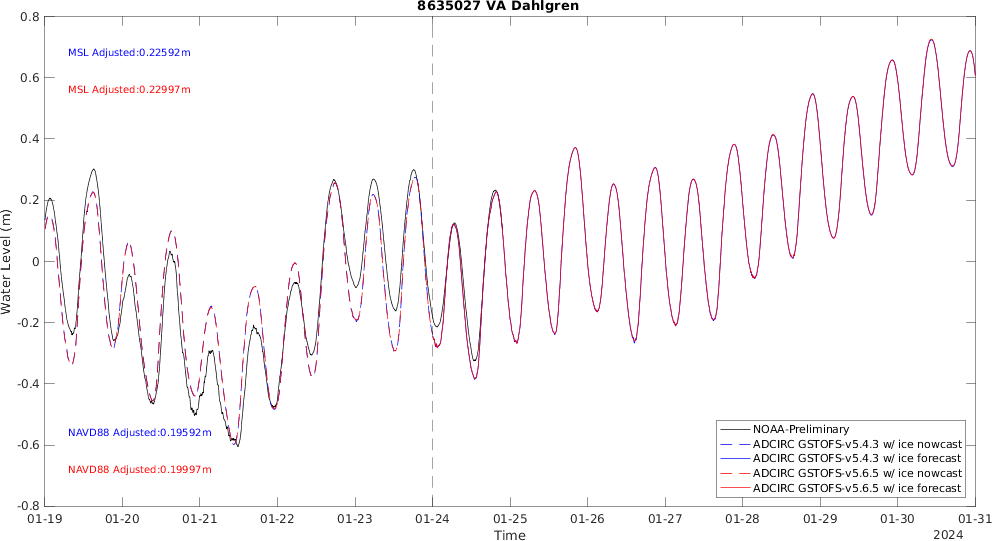 8635027 VA Dahlgren
MSL Adjusted:0.22592m
MSL Adjusted:0.22997m
NAVD88 Adjusted:0.19592m
NAVD88 Adjusted:0.19997m
Water Level (m)
0.8
0.6
0.4
0.2
0
-0.2
-0.4
-0.6
-0.8
NOAA-Preliminary
ADCIRC GSTOFS-v5.4.3 w/ ice nowcast
ADCIRC GSTOFS-v5.4.3 w/ ice forecast
ADCIRC GSTOFS-v5.6.5 w/ ice nowcast
ADCIRC GSTOFS-v5.6.5 w/ ice forecast
01-19 01-20 01-21 01-22 01-23 01-24 01-25 01-26 01-27 01-28 01-29 01-30 01-31
Time
2024